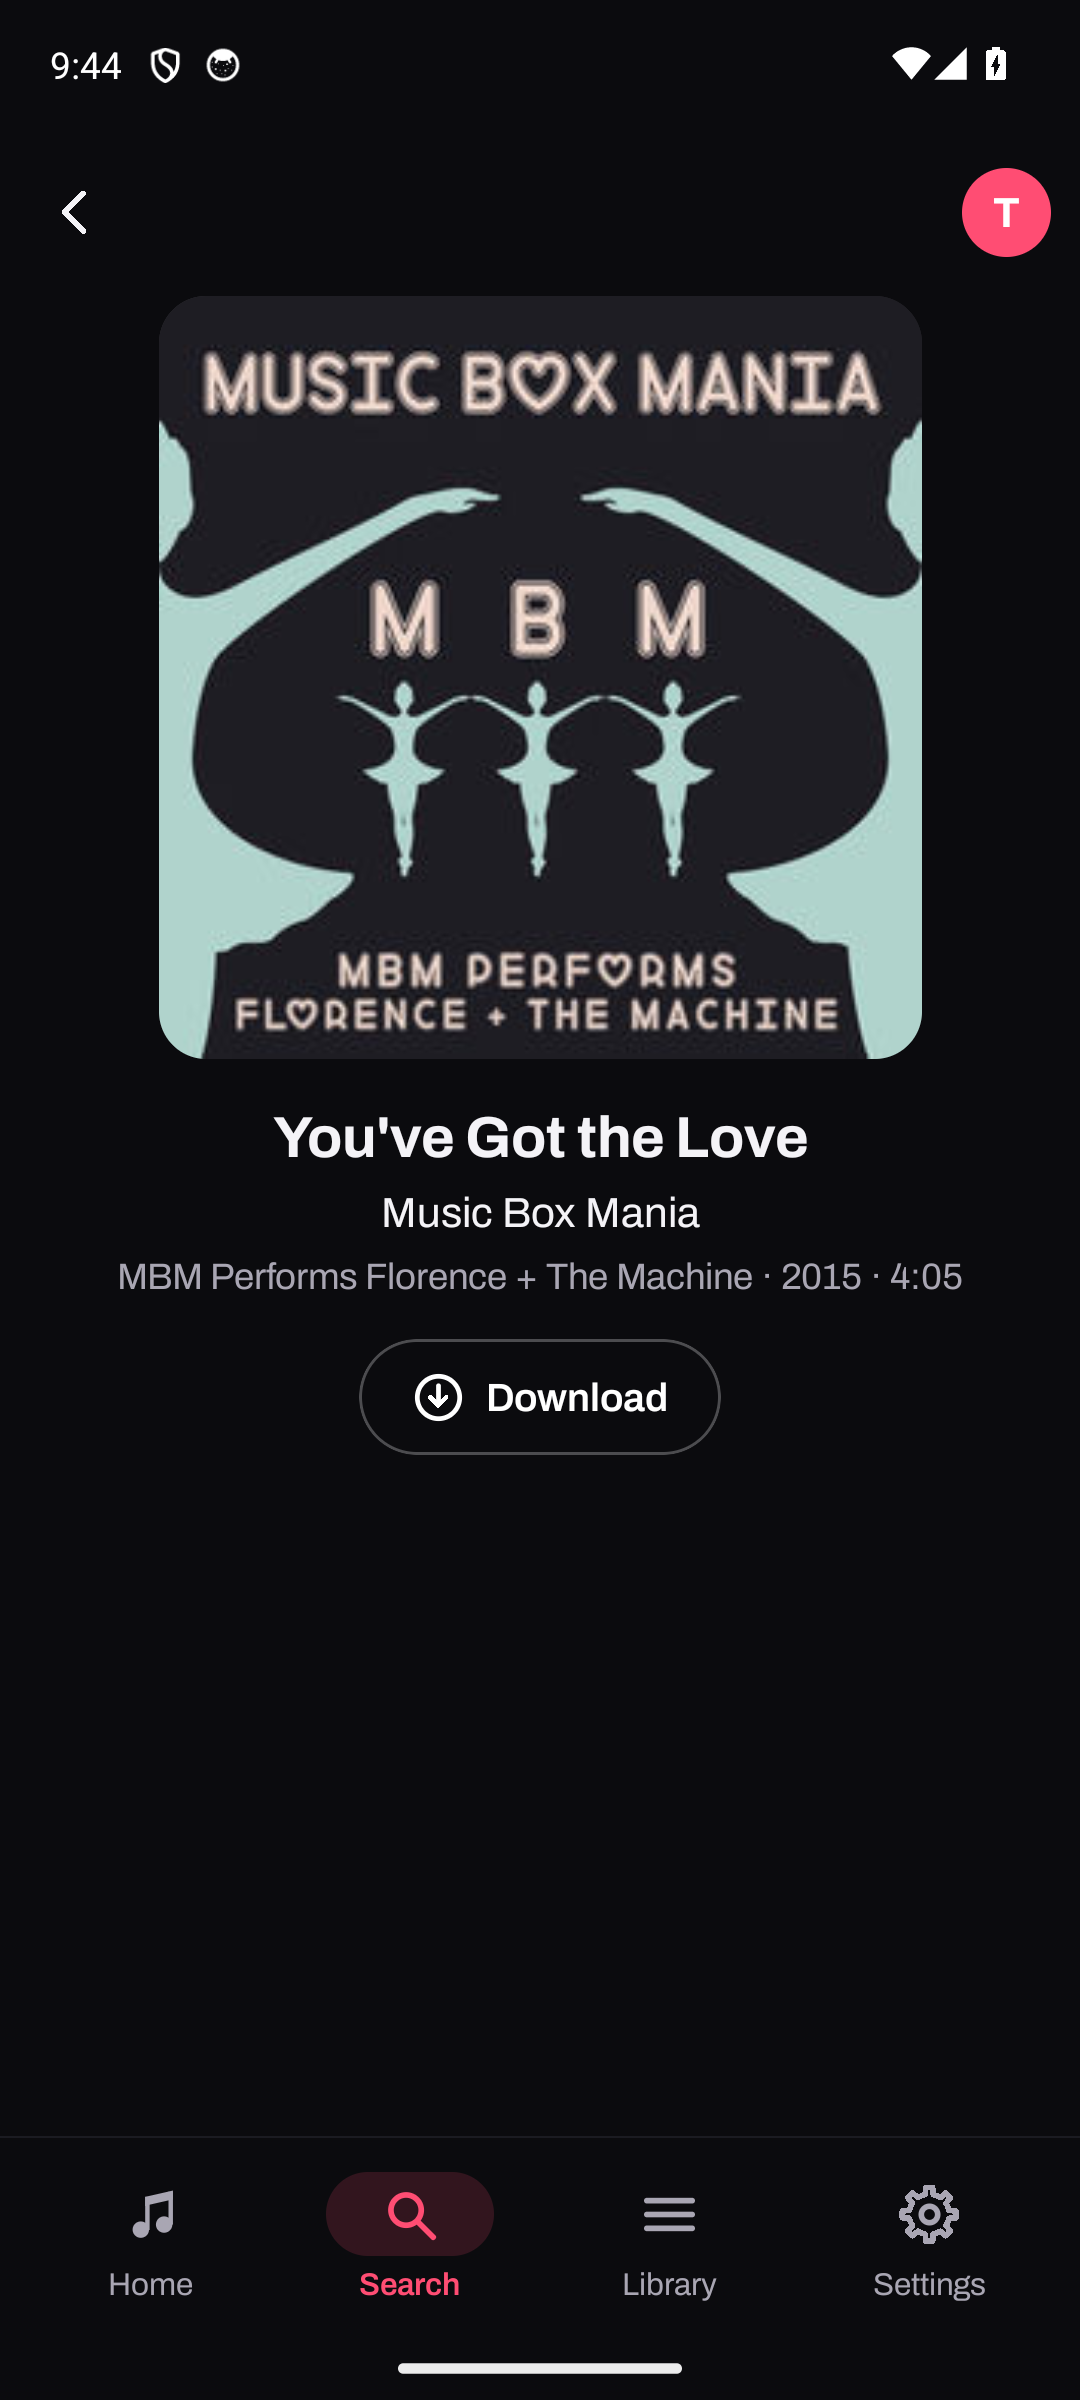 9:44
T
MUSIC BOX MANIA
M B M
MBM PERFORMS
FLORENCE + THE MACHINE
You've Got the Love
Music Box Mania
MBM Performs Florence + The Machine · 2015 · 4:05
Download
Home
Search
Library
Settings